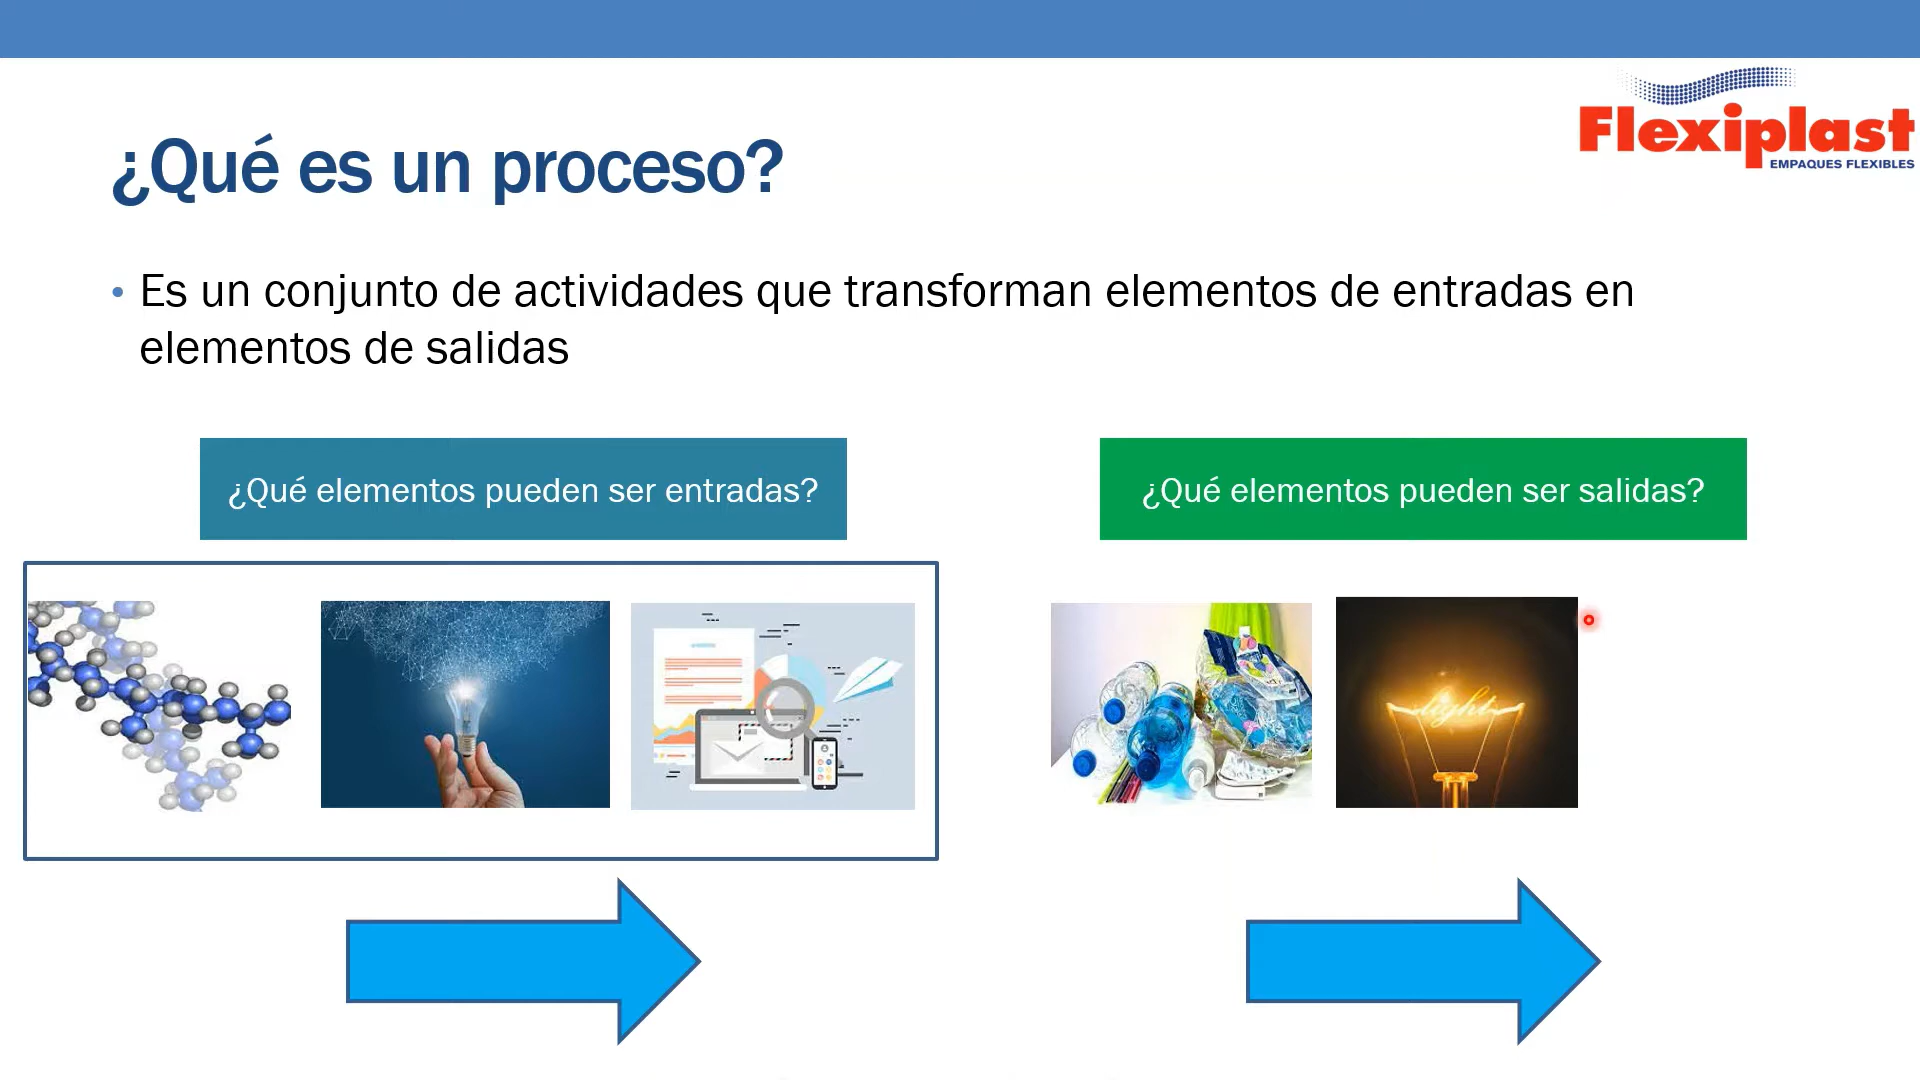 Flexiplast
EMPAQUES FLEXIBLES
¿Qué es un proceso?
• Es un conjunto de actividades que transforman elementos de entradas en
elementos de salidas
¿Qué elementos pueden ser entradas?
¿Qué elementos pueden ser salidas?
light